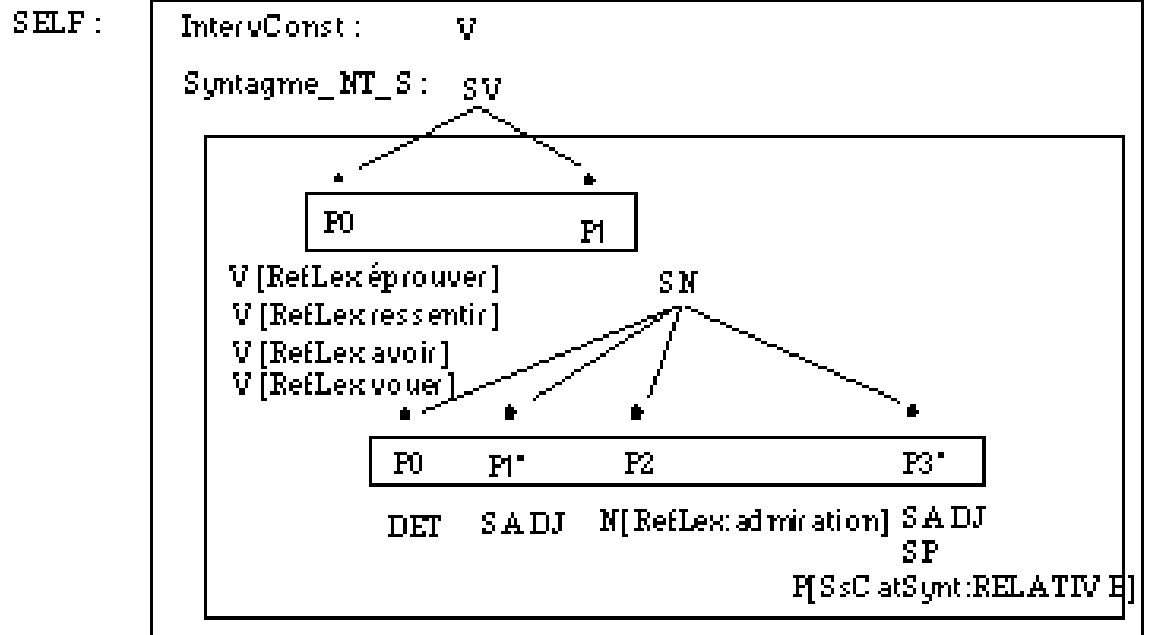 SELF : IntervConst : V
Syntagme_NT_S : SV
P0 P1
V [RefLex éprouver] SN
V [RefLex ressentir]
V [RefLex avoir]
V [RefLex vouer]
P0 P1* P2 P3*
DET SADJ N[RefLex: admiration] SADJ
SP
P[SsCatSynt:RELATIVE]